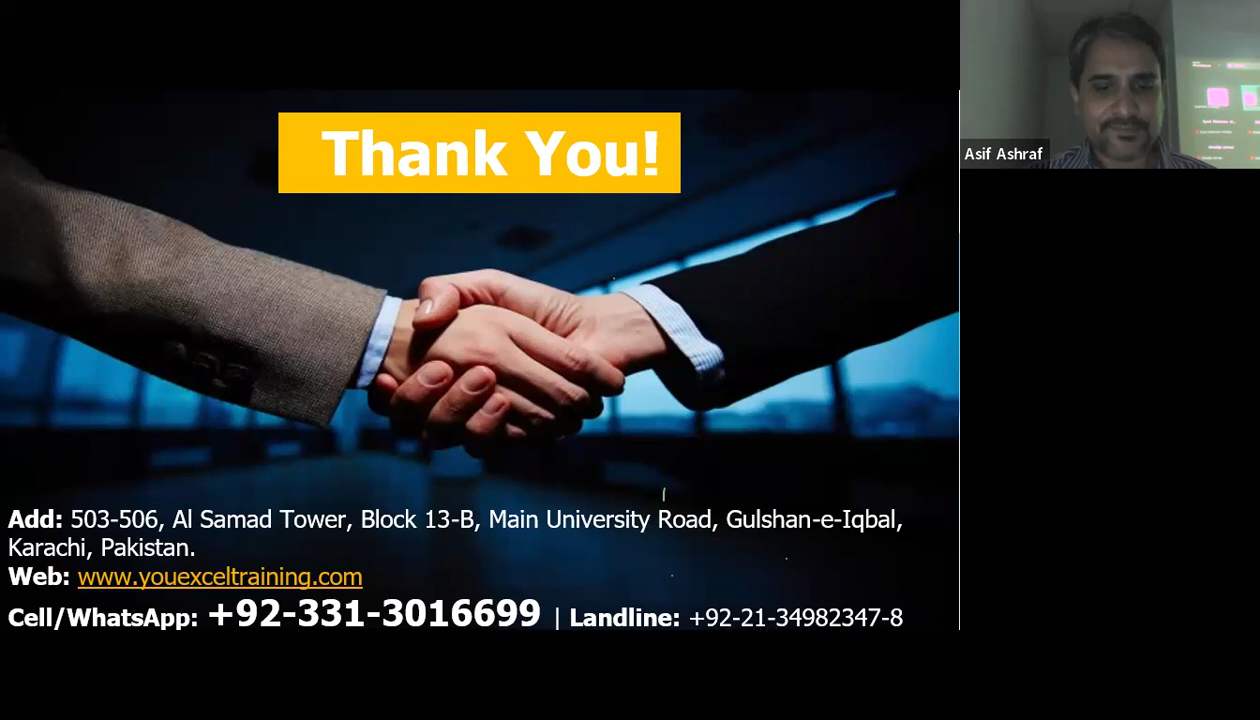 Thank You!
Asif Ashraf
Add: 503-506, Al Samad Tower, Block 13-B, Main University Road, Gulshan-e-Iqbal,
Karachi, Pakistan.
Web: www.youexceltraining.com
Cell/WhatsApp: +92-331-3016699 | Landline: +92-21-34982347-8